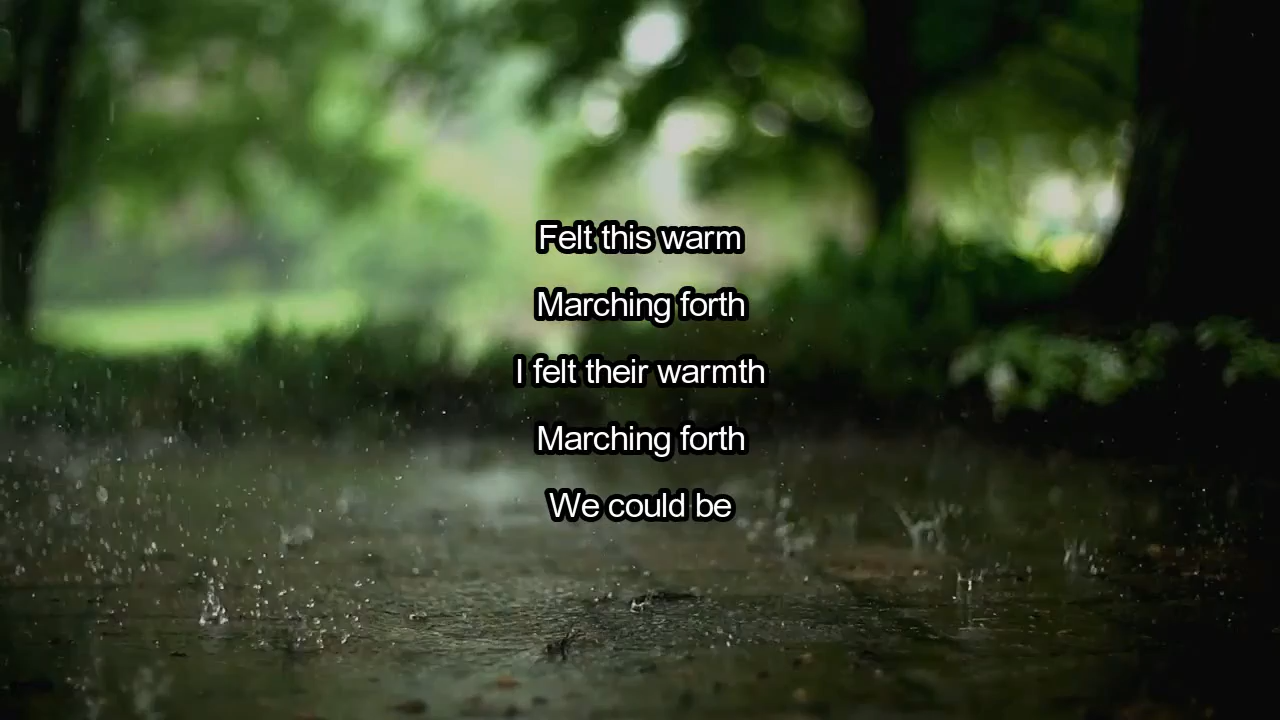 Felt this warm
Marching forth
I felt their warmth
Marching forth
We could be